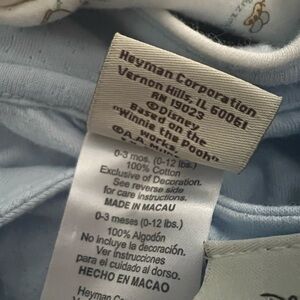 Heyman Corporation
Vernon Hills, IL 60061
RN 19023
©Disney
Based on the
"Winnie the Pooh"
works,
©A.A.
0-3 mos. (0-12 lbs.)
100% Cotton
Exclusive of Decoration.
See reverse side
for care instructions.
MADE IN MACAU
0-3 meses (0-12 lbs.)
100% Algodón
No incluye la decoración.
Ver instrucciones
para el cuidado al dorso.
HECHO EN MACAO
Heyman
Vernon